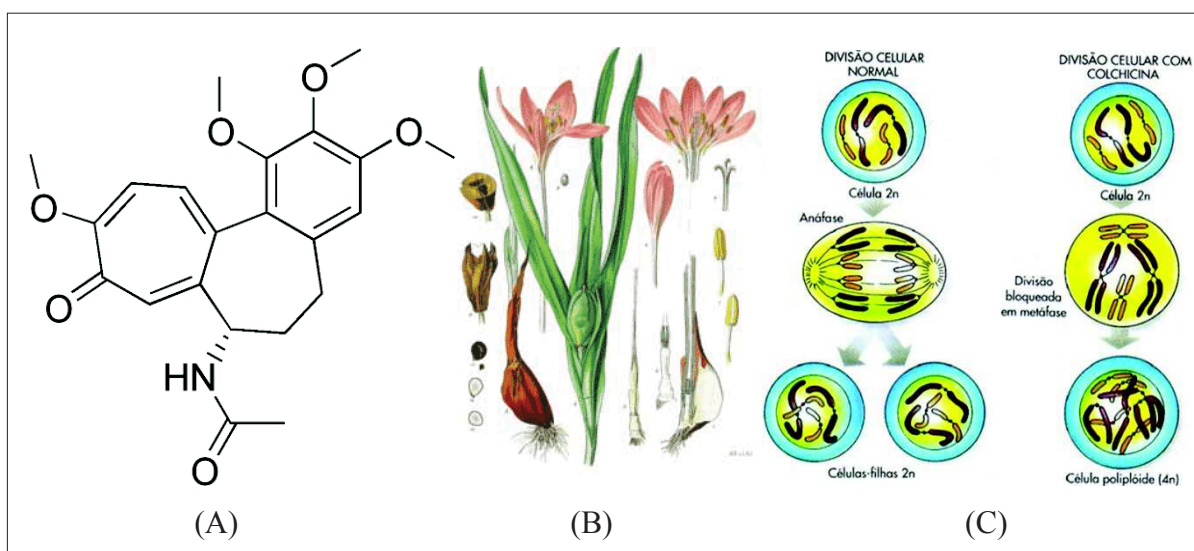 O
O
O
O
O
HN
O
DIVISÃO CELULAR
NORMAL
Célula 2n
Anáfase
Células-filhas 2n
DIVISÃO CELULAR COM
COLCHICINA
Célula 2n
Divisão
bloqueada
em metáfase
Célula poliplóide (4n)
(A)
(B)
(C)